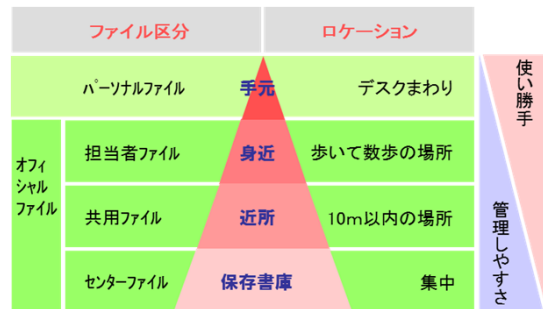 ファイル区分
ロケーション
パーソナルファイル
手元
デスクまわり
オフィ
シャル
ファイル
担当者ファイル
身近
歩いて数歩の場所
共用ファイル
近所
10m以内の場所
センターファイル
保存書庫
集中
使い勝手
管理しやすさ